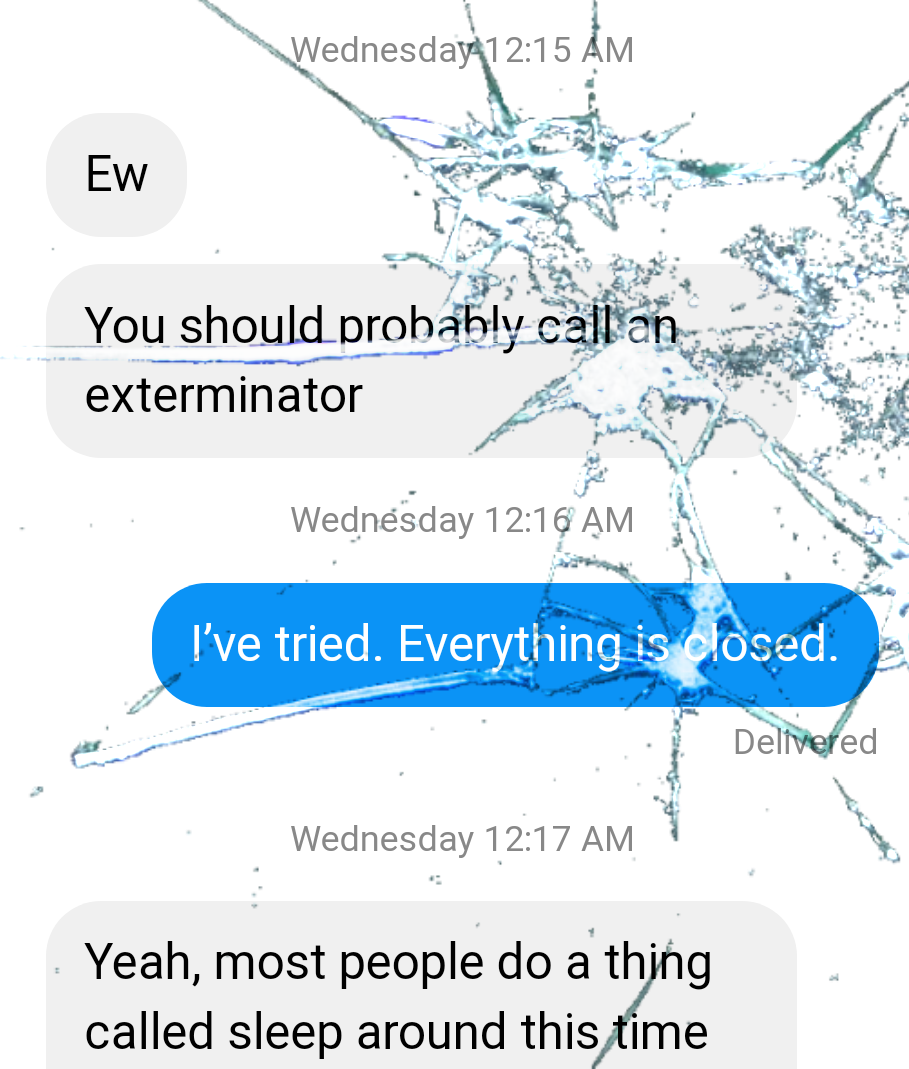 Wednesday 12:15 AM
Ew
You should probably call an
exterminator
Wednesday 12:16 AM
I’ve tried. Everything is closed.
Delivered
Wednesday 12:17 AM
Yeah, most people do a thing
called sleep around this time